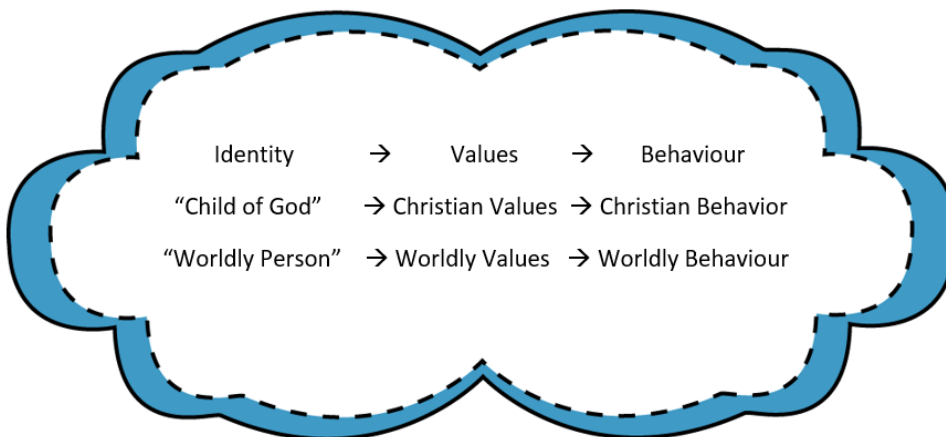 Identity → Values → Behaviour
“Child of God” → Christian Values → Christian Behavior
“Worldly Person” → Worldly Values → Worldly Behaviour